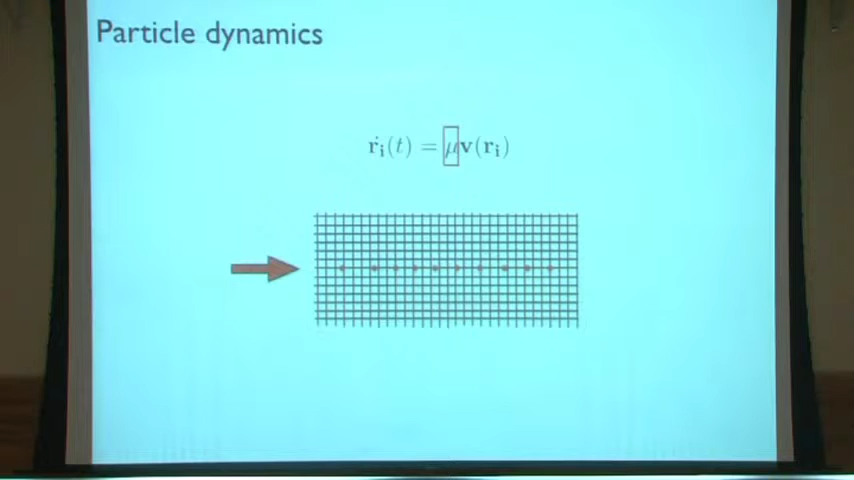 Particle dynamics
ṙᵢ(t) = μv(rᵢ)